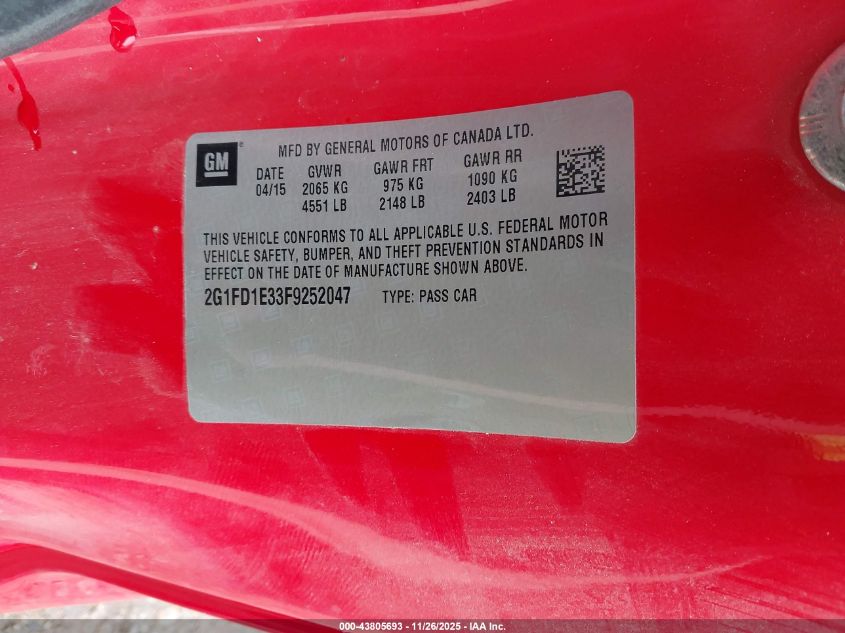 GM ®
MFD BY GENERAL MOTORS OF CANADA LTD.
DATE GVWR GAWR FRT GAWR RR
04/15 2065 KG 975 KG 1090 KG
4551 LB 2148 LB 2403 LB
THIS VEHICLE CONFORMS TO ALL APPLICABLE U.S. FEDERAL MOTOR
VEHICLE SAFETY, BUMPER, AND THEFT PREVENTION STANDARDS IN
EFFECT ON THE DATE OF MANUFACTURE SHOWN ABOVE.
2G1FD1E33F9252047 TYPE: PASS CAR
000-43805693 - 11/26/2025 - IAA Inc.